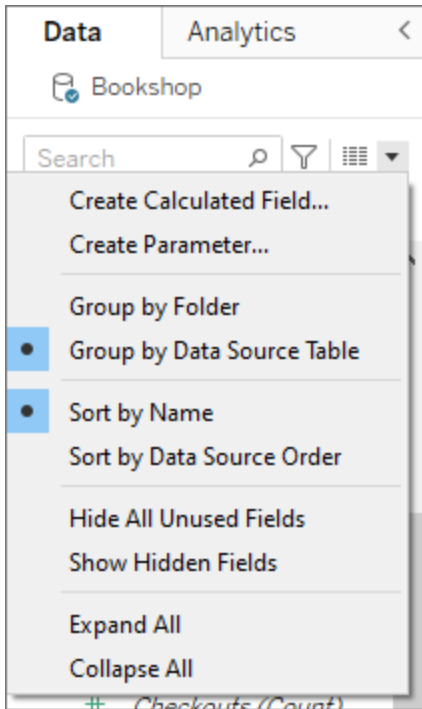 Data
Analytics
Bookshop
Search
Create Calculated Field...
Create Parameter...
Group by Folder
Group by Data Source Table
Sort by Name
Sort by Data Source Order
Hide All Unused Fields
Show Hidden Fields
Expand All
Collapse All
Checkouts (Count)